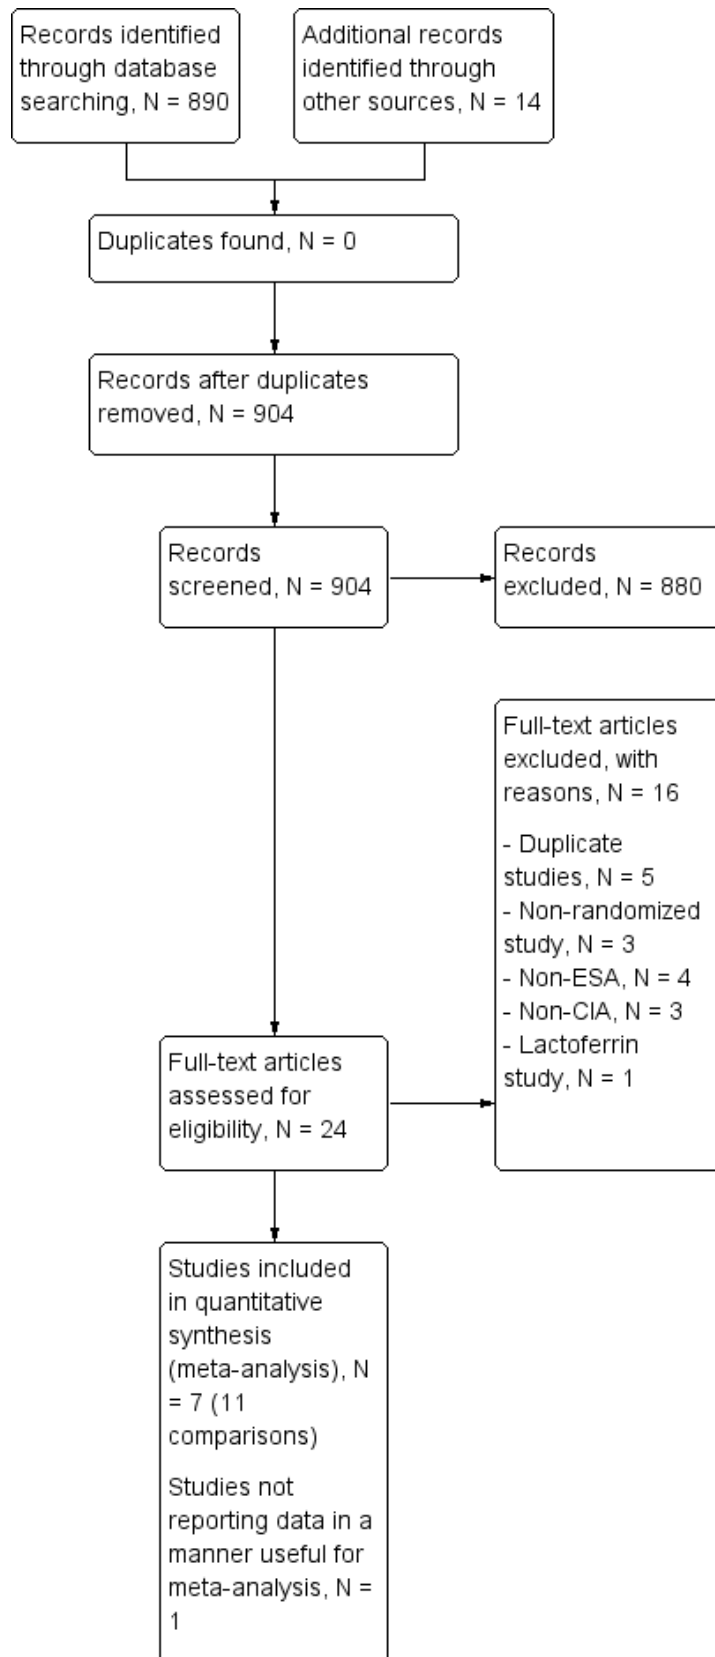 Records identified
through database
searching, N = 890
Additional records
identified through
other sources, N = 14
Duplicates found, N = 0
Records after duplicates
removed, N = 904
Records
screened, N = 904
Records
excluded, N = 880
Full-text articles
excluded, with
reasons, N = 16
- Duplicate
studies, N = 5
- Non-randomized
study, N = 3
- Non-ESA, N = 4
- Non-CIA, N = 3
- Lactoferrin
study, N = 1
Full-text articles
assessed for
eligibility, N = 24
Studies included
in quantitative
synthesis
(meta-analysis), N
= 7 (11
comparisons)
Studies not
reporting data in a
manner useful for
meta-analysis, N =
1